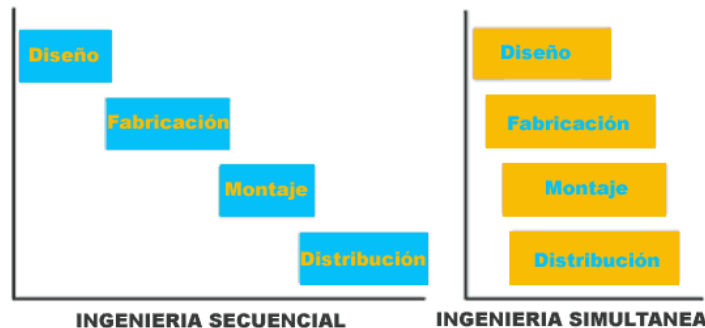 Diseño
Fabricación
Montaje
Distribución
INGENIERIA SECUENCIAL
Diseño
Fabricación
Montaje
Distribución
INGENIERIA SIMULTANEA